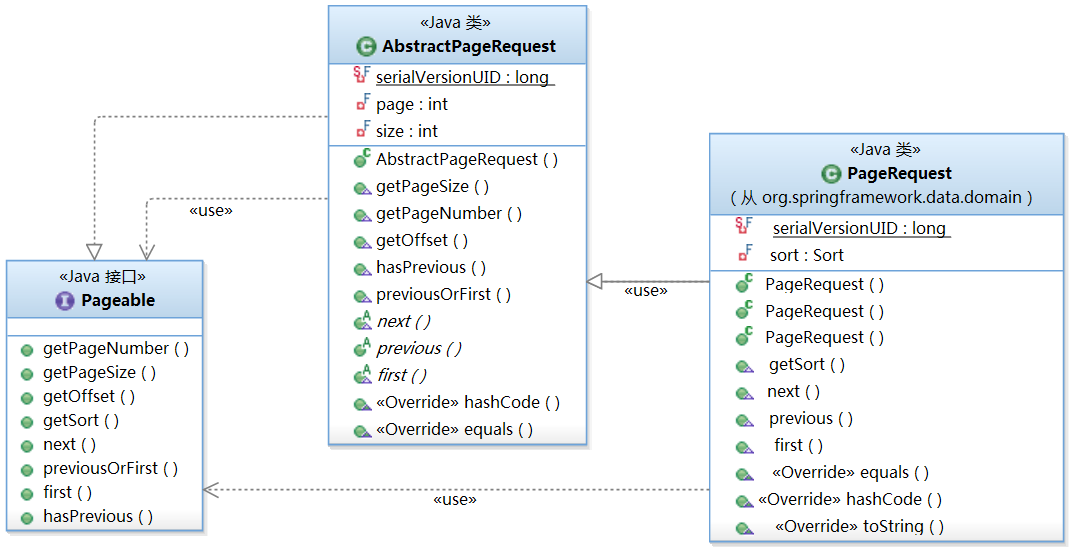 «Java 类»
AbstractPageRequest
serialVersionUID : long
page : int
size : int
AbstractPageRequest ( )
getPageSize ( )
getPageNumber ( )
getOffset ( )
hasPrevious ( )
previousOrFirst ( )
next ( )
previous ( )
first ( )
«Override» hashCode ( )
«Override» equals ( )
«use»
«Java 接口»
Pageable
getPageNumber ( )
getPageSize ( )
getOffset ( )
getSort ( )
next ( )
previousOrFirst ( )
first ( )
hasPrevious ( )
«use»
«use»
«Java 类»
PageRequest
( 从 org.springframework.data.domain )
serialVersionUID : long
sort : Sort
PageRequest ( )
PageRequest ( )
PageRequest ( )
getSort ( )
next ( )
previous ( )
first ( )
«Override» equals ( )
«Override» hashCode ( )
«Override» toString ( )